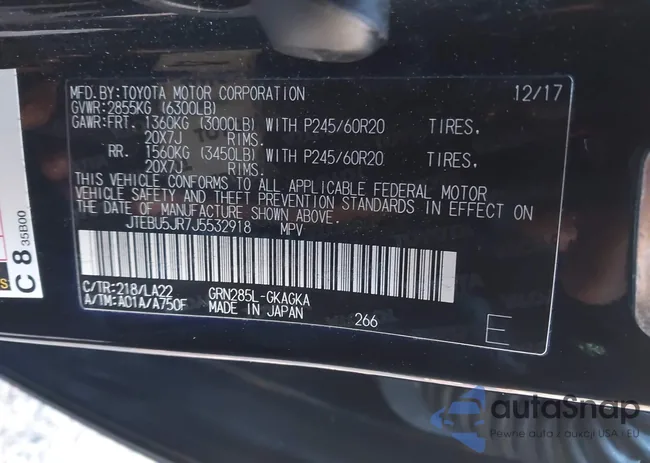 MFD.BY:TOYOTA MOTOR CORPORATION 12/17
GVWR:2855KG (6300LB)
GAWR:FRT. 1360KG (3000LB) WITH P245/60R20 TIRES,
20X7J RIMS.
RR. 1560KG (3450LB) WITH P245/60R20 TIRES,
20X7J RIMS.
THIS VEHICLE CONFORMS TO ALL APPLICABLE FEDERAL MOTOR
VEHICLE SAFETY AND THEFT PREVENTION STANDARDS IN EFFECT ON
THE DATE OF MANUFACTURE SHOWN ABOVE.
JTEBU5JR7J5532918 MPV
C/TR:218/LA22 GRN285L-GKAGKA
A/TM:A01A/A750F MADE IN JAPAN 266
E
C 8 35B00
S
autaSnap
Pewne auta z aukcji USA - EU